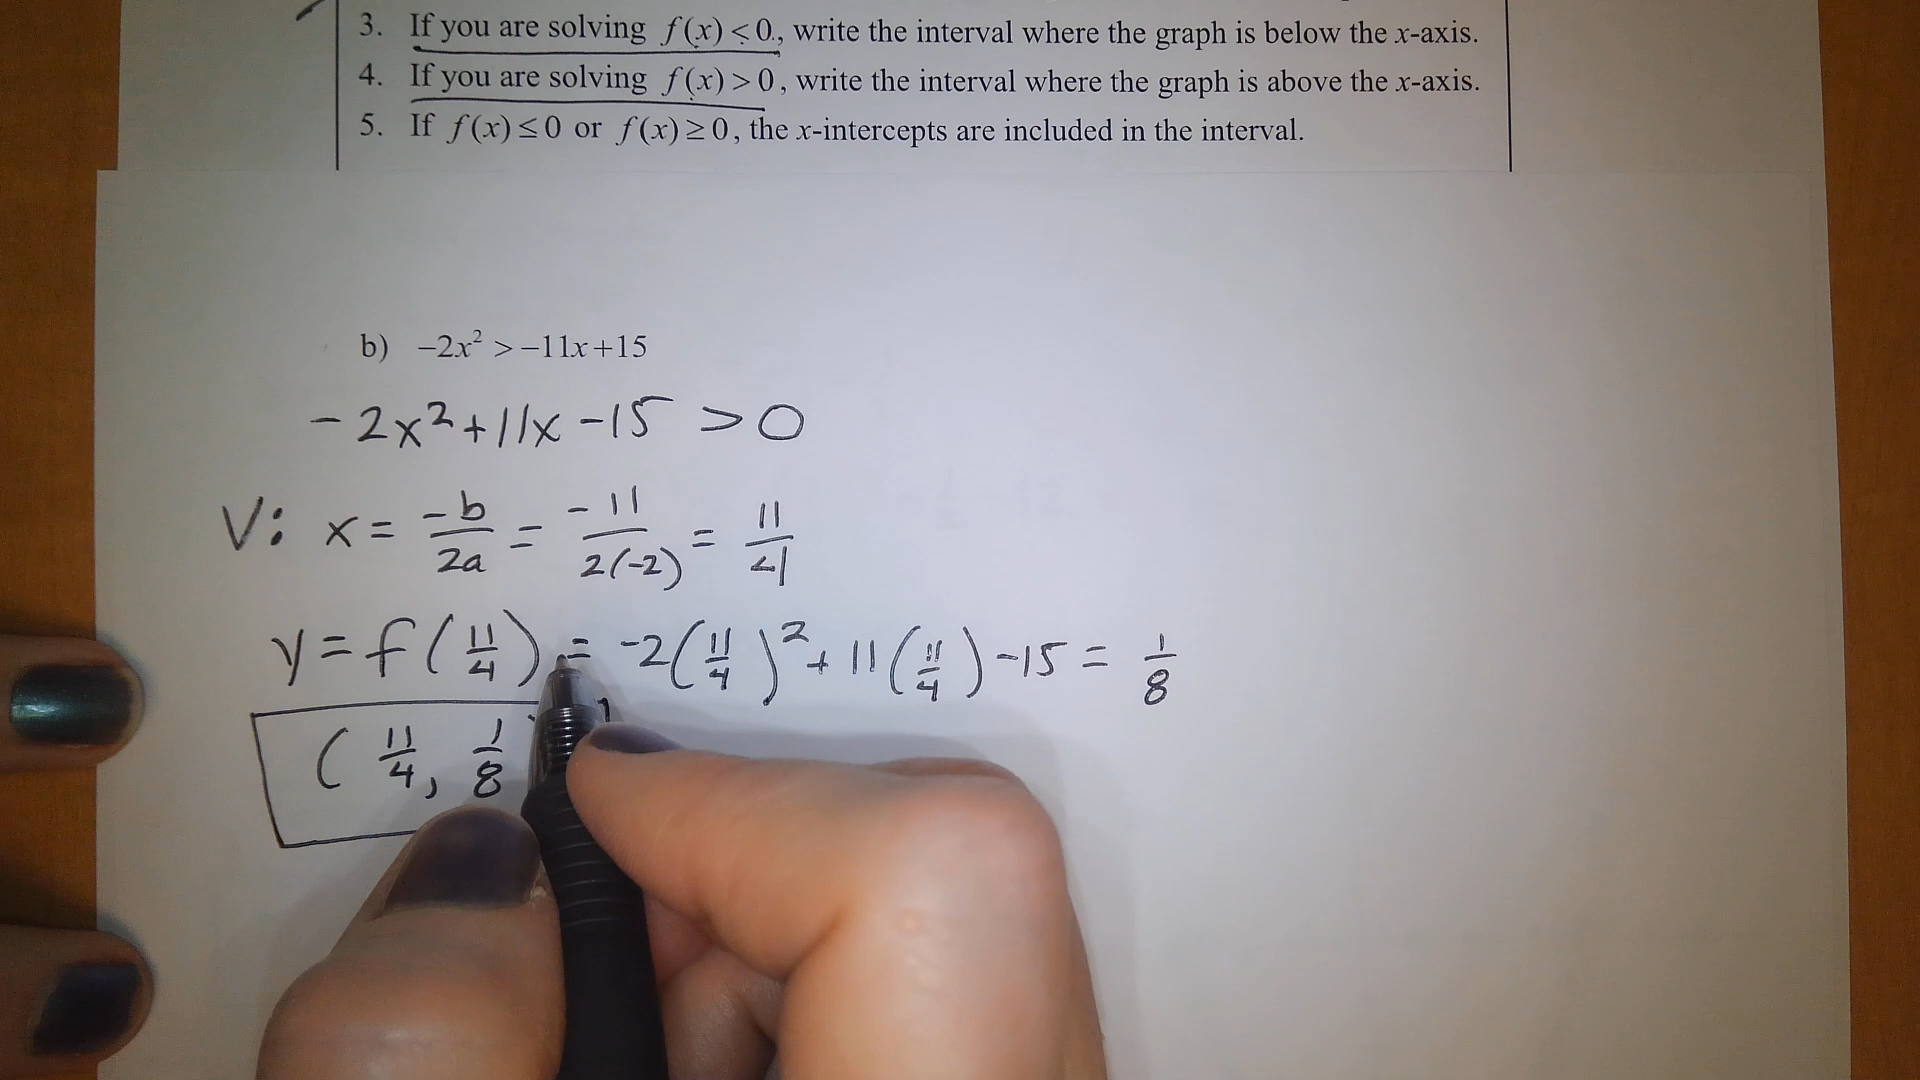 3. If you are solving f(x) < 0, write the interval where the graph is below the x-axis.
4. If you are solving f(x) > 0, write the interval where the graph is above the x-axis.
5. If f(x) ≤ 0 or f(x) ≥ 0, the x-intercepts are included in the interval.
b) −2x² > −11x+15
-2x² + 11x - 15 > 0
V: x = -b/2a = -11/2(-2) = 11/4
y = f(11/4) = -2(11/4)² + 11(11/4) - 15 = 1/8
(11/4, 1/8